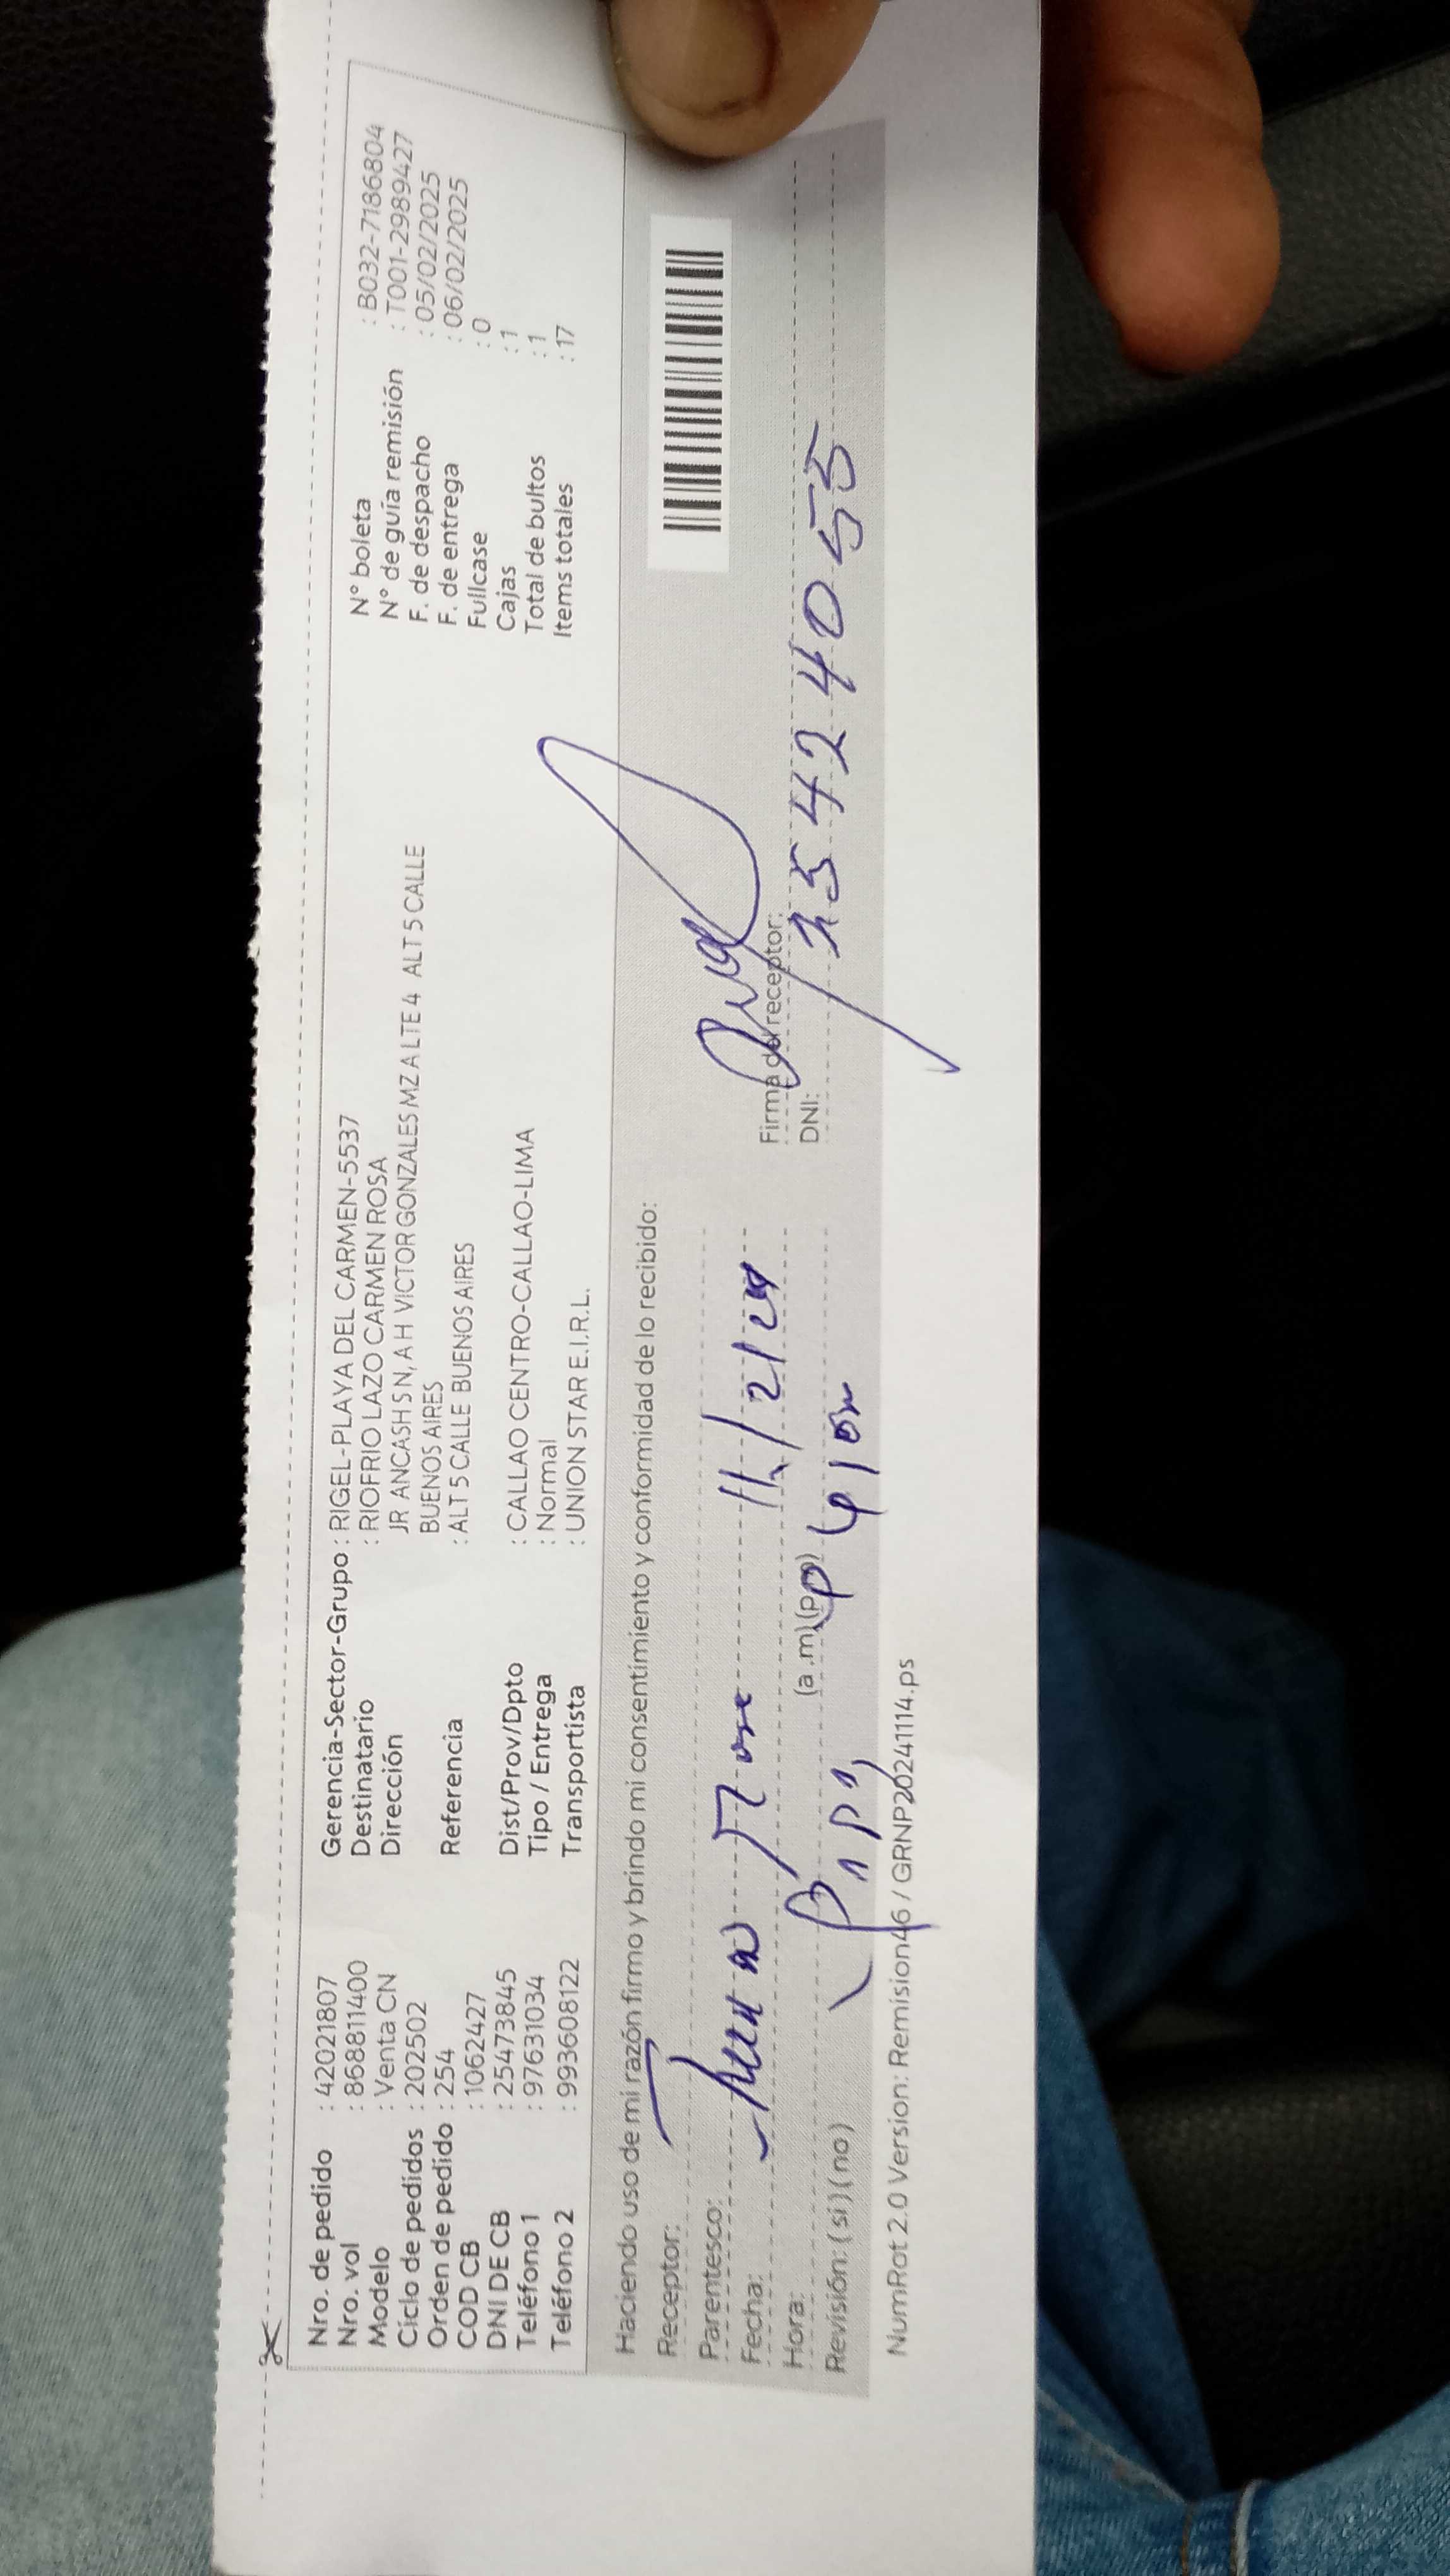 Nro. de pedido : 42021807
Nro. vol : 868811400
Modelo : Venta CN
Ciclo de pedidos : 202502
Orden de pedido : 254
COD CB : 1062427
DNI DE CB : 25473845
Teléfono 1 : 97631034
Teléfono 2 : 993608122
Gerencia-Sector-Grupo : RIGEL-PLAYA DEL CARMEN-5537
Destinatario : RIOFRIO LAZO CARMEN ROSA
Dirección JR ANCASH S N, A H VICTOR GONZALES MZ A LTE 4 ALT 5 CALLE
BUENOS AIRES
Referencia : ALT 5 CALLE BUENOS AIRES
Dist/Prov/Dpto : CALLAO CENTRO-CALLAO-LIMA
Tipo / Entrega : Normal
Transportista : UNION STAR E.I.R.L.
N° boleta : B032-7186804
N° de guía remisión : T001-2989427
F. de despacho : 05/02/2025
F. de entrega : 06/02/2025
Fullcase : 0
Cajas : 1
Total de bultos : 1
Items totales : 17
Haciendo uso de mi razón firmo y brindo mi consentimiento y conformidad de lo recibido:
Receptor:
Parentesco:
Fecha:
Hora: (a.m) (pm)
Revisión: (si) (no)
Firma del receptor:
DNI:
NumRot 2.0 Version: Remision46 / GRNP20241114.ps